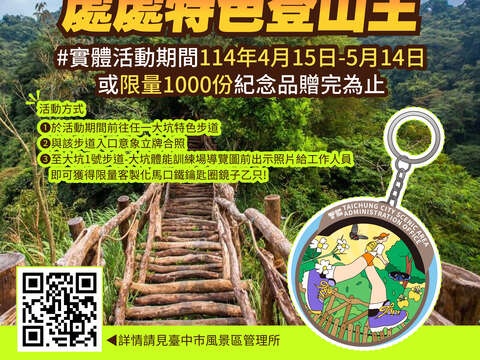 處處特色登山王
#實體活動期間114年4月15日-5月14日
或限量1000份紀念品贈完為止
活動方式
❶於活動期間前往任一大坑特色步道
❷與該步道入口意象立牌合照
❸至大坑1號步道-大坑體能訓練場導覽圖前出示照片給工作人員
即可獲得限量客製化馬口鐵鑰匙圈鏡子乙只!
TAICHUNG CITY SCENIC AREA
ADMINISTRATION OFFICE
◀詳情請見臺中市風景區管理所